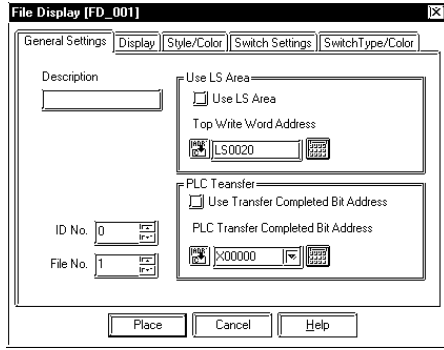 File Display [FD_001]
General Settings Display Style/Color Switch Settings SwitchType/Color
Description
Use LS Area
Use LS Area
Top Write Word Address
LS0020
PLC Teansfer
Use Transfer Completed Bit Address
PLC Transfer Completed Bit Address
X00000
ID No. 0
File No. 1
Place Cancel Help